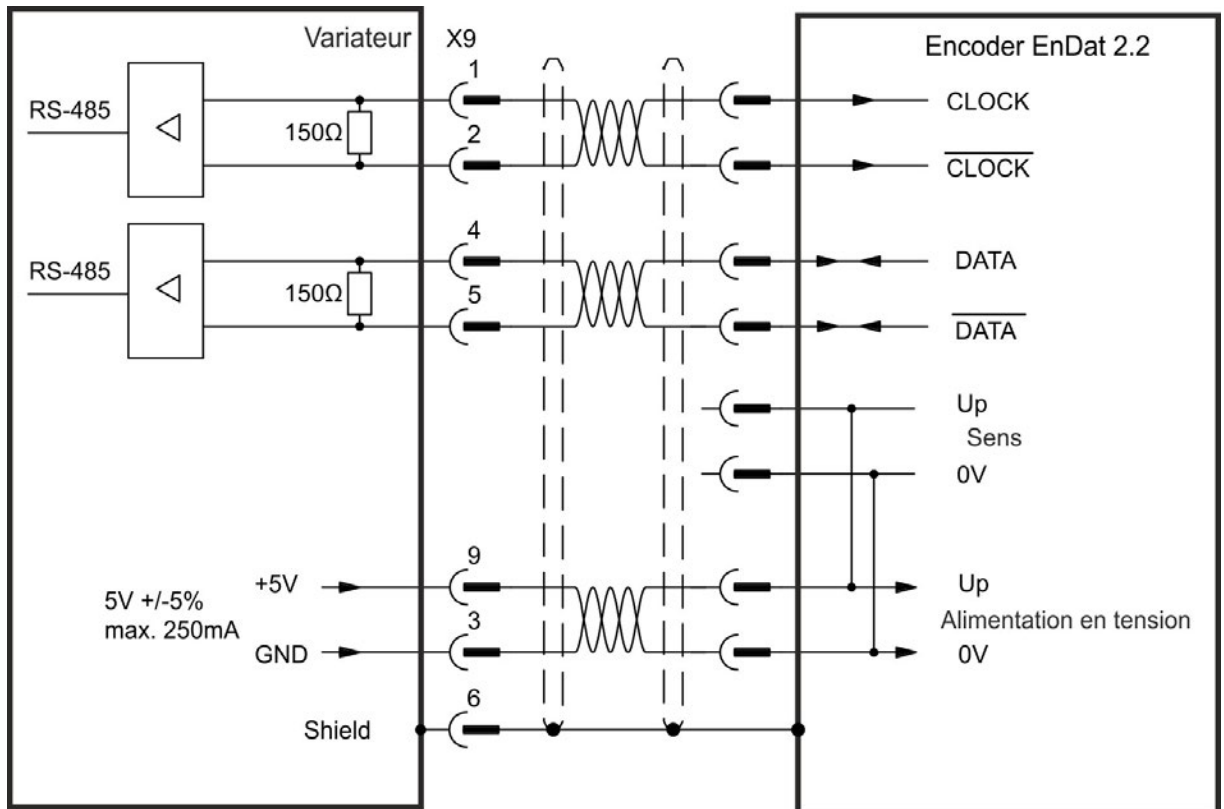 Variateur
X9
Encoder EnDat 2.2
1
RS-485
150Ω
CLOCK
2
CLOCK
4
RS-485
150Ω
DATA
5
DATA
Up
Sens
0V
9
+5V
Up
5V +/-5%
max. 250mA
Alimentation en tension
3
GND
0V
6
Shield